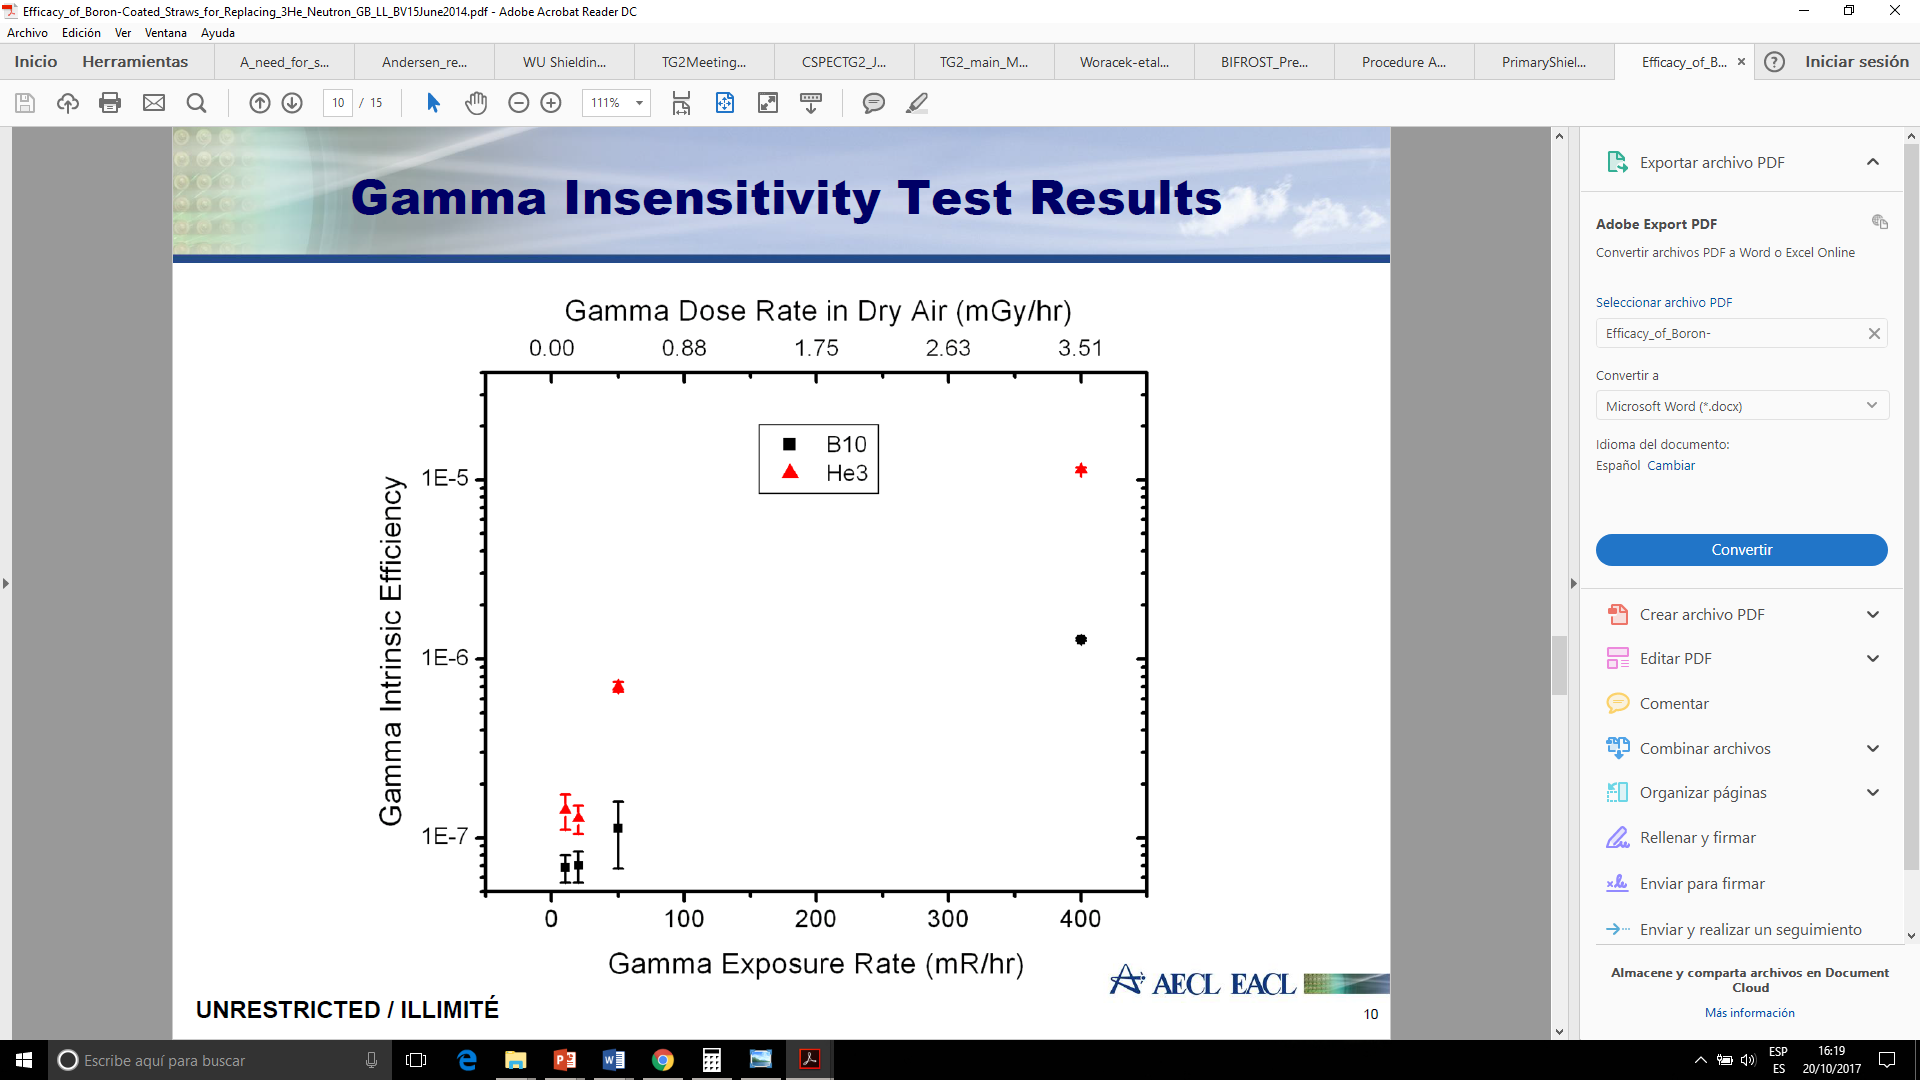 Efficacy_of_Boron-Coated_Straws_for_Replacing_3He_Neutron_GB_LL_BV15June2014.pdf - Adobe Acrobat Reader DC
Archivo Edición Ver Ventana Ayuda
Inicio Herramientas A_need_for_s... Andersen_re... WU Shieldin... TG2Meeting... CSPECTG2_J... TG2_main_M... Woracek-etal... BIFROST_Pre... Procedure A... PrimaryShiel... Efficacy_of_B... Iniciar sesión
10 / 15 111%
Gamma Insensitivity Test Results
Gamma Dose Rate in Dry Air (mGy/hr)
0.00 0.88 1.75 2.63 3.51
B10
He3
Gamma Intrinsic Efficiency
1E-5
1E-6
1E-7
0 100 200 300 400
Gamma Exposure Rate (mR/hr)
AECL EACL
UNRESTRICTED / ILLIMITÉ
10
Exportar archivo PDF
Adobe Export PDF
Convertir archivos PDF a Word o Excel Online
Seleccionar archivo PDF
Efficacy_of_Boron-
Convertir a
Microsoft Word (*.docx)
Idioma del documento:
Español Cambiar
Convertir
Crear archivo PDF
Editar PDF
Comentar
Combinar archivos
Organizar páginas
Rellenar y firmar
Enviar para firmar
Enviar y realizar un seguimiento
Almacene y comparta archivos en Document
Cloud
Más información
Escribe aquí para buscar
ESP
ES
16:19
20/10/2017